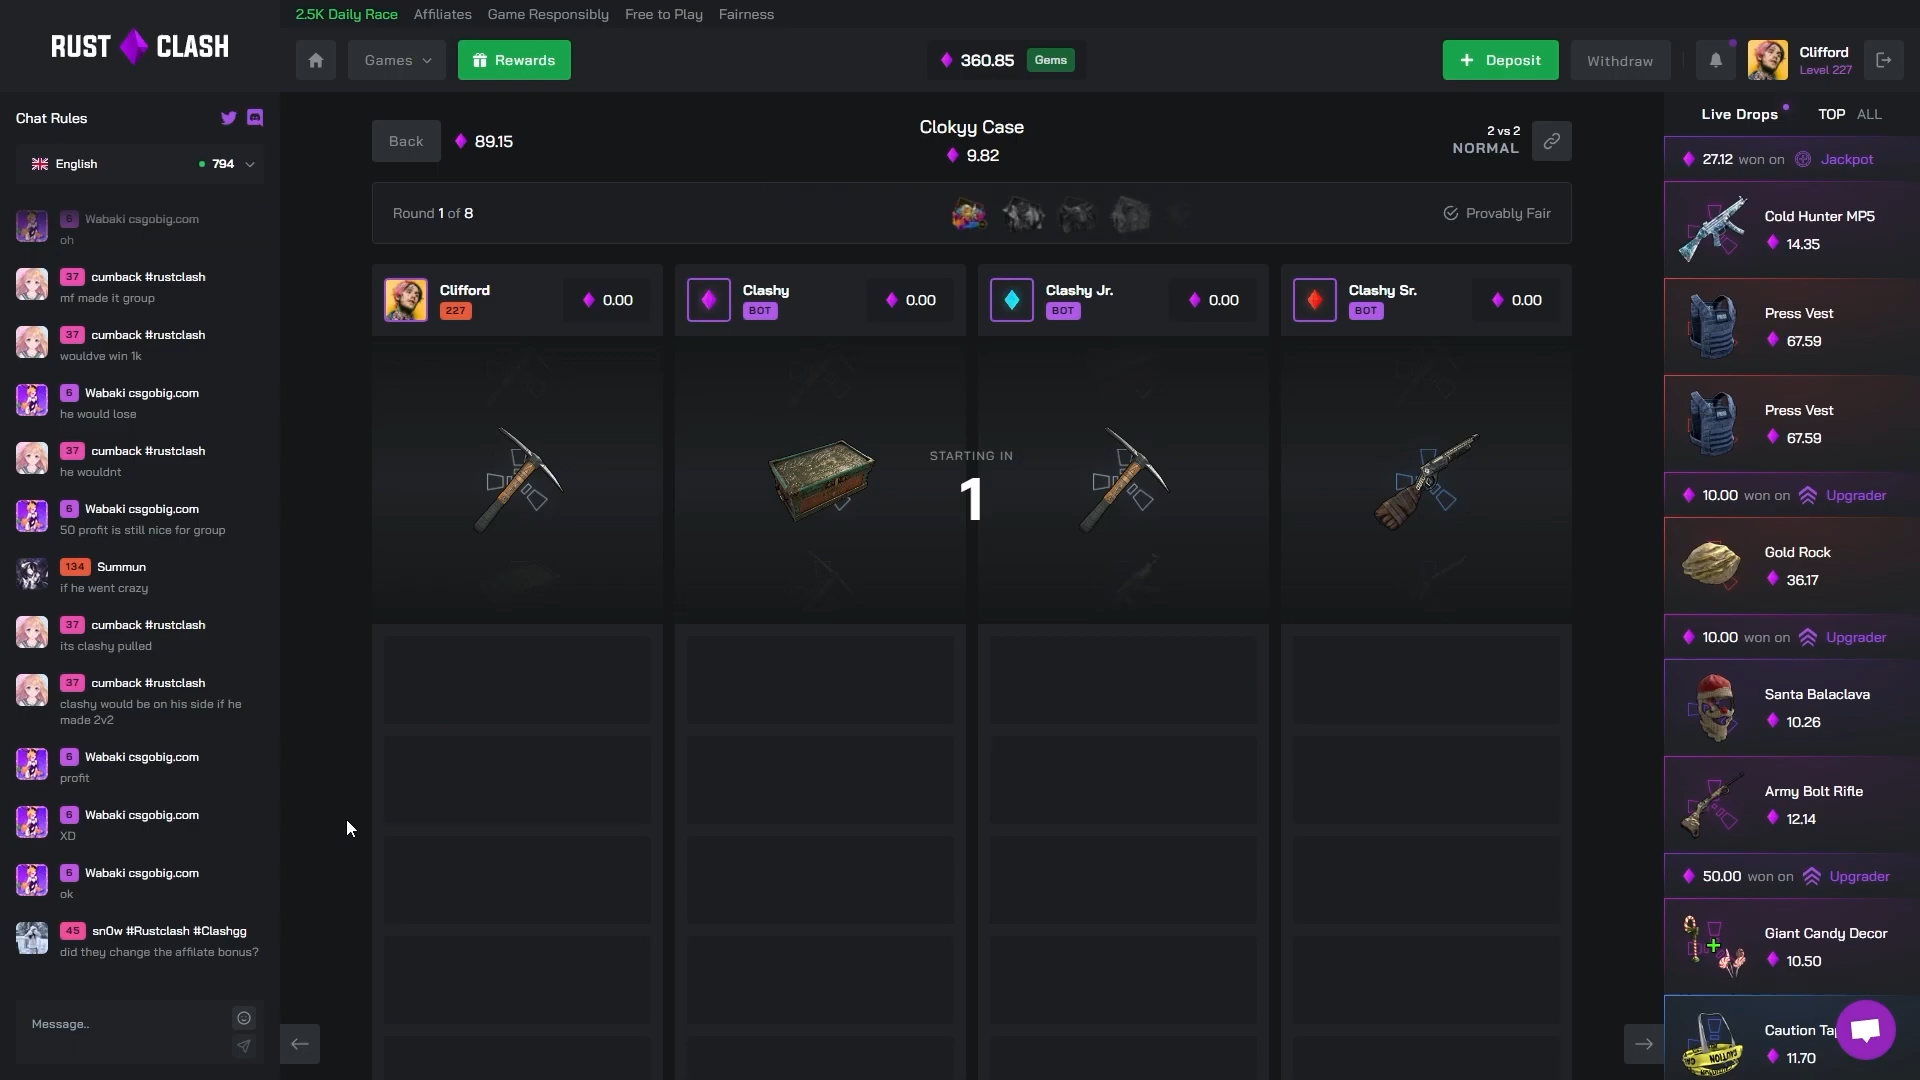 2.5K Daily Race Affiliates Game Responsibly Free to Play Fairness
RUST CLASH
Games
Rewards
360.85 Gems
Deposit
Withdraw
Clifford
Level 227
Chat Rules
English 794
6 Wabaki csgobig.com
oh
37 cumback #rustclash
mf made it group
37 cumback #rustclash
wouldve win 1k
6 Wabaki csgobig.com
he would lose
37 cumback #rustclash
he wouldnt
6 Wabaki csgobig.com
50 profit is still nice for group
134 Summun
if he went crazy
37 cumback #rustclash
its clashy pulled
37 cumback #rustclash
clashy would be on his side if he
made 2v2
6 Wabaki csgobig.com
profit
6 Wabaki csgobig.com
XD
6 Wabaki csgobig.com
ok
45 sn0w #Rustclash #Clashgg
did they change the affilate bonus?
Message..
Back 89.15
Clokyy Case
9.82
2 vs 2
NORMAL
Round 1 of 8
Provably Fair
Clifford
227
0.00
Clashy
BOT
0.00
Clashy Jr.
BOT
0.00
Clashy Sr.
BOT
0.00
STARTING IN
1
Live Drops TOP ALL
27.12 won on Jackpot
Cold Hunter MP5
14.35
Press Vest
67.59
Press Vest
67.59
10.00 won on Upgrader
Gold Rock
36.17
10.00 won on Upgrader
Santa Balaclava
10.26
Army Bolt Rifle
12.14
50.00 won on Upgrader
Giant Candy Decor
10.50
Caution
CAUTION
11.70